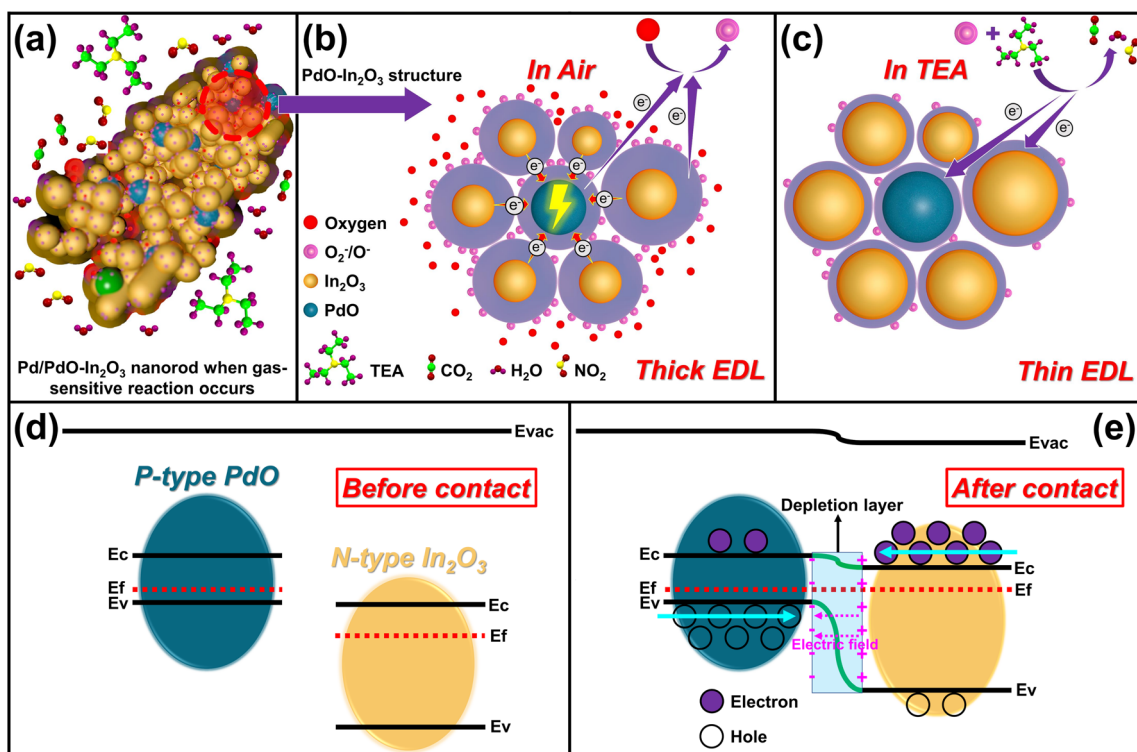 (a)
Pd/PdO-In₂O₃ nanorod when gas-
sensitive reaction occurs
(b)
PdO-In₂O₃ structure
In Air
e⁻
e⁻
e⁻
e⁻
e⁻
e⁻
e⁻
e⁻
Oxygen
O₂⁻/O⁻
In₂O₃
PdO
TEA
CO₂
H₂O
NO₂
Thick EDL
(c)
+
In TEA
e⁻
e⁻
Thin EDL
(d)
Evac
P-type PdO
Before contact
N-type In₂O₃
Ec
Ef
Ev
Ec
Ef
Ev
(e)
Evac
After contact
Depletion layer
Ec
Ef
Ev
Ec
Ef
Ev
Electric field
Electron
Hole